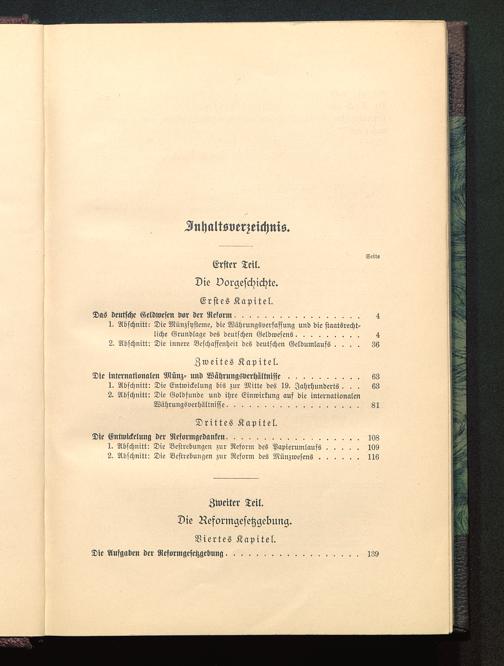 Inhaltsverzeichnis.
Seite
Erster Teil.
Die Vorgeschichte.
Erstes Kapitel.
Das deutsche Geldwesen vor der Reform . . . . . . . . . . . . . . . . 4
1. Abschnitt: Die Münzsysteme, die Währungsverfassung und die staatsrecht-
liche Grundlage des deutschen Geldwesens . . . . . . . . . . 4
2. Abschnitt: Die innere Beschaffenheit des deutschen Geldumlaufs . . . . 36
Zweites Kapitel.
Die internationalen Münz- und Währungsverhältnisse . . . . . . . . . . . 63
1. Abschnitt: Die Entwickelung bis zur Mitte des 19. Jahrhunderts . . . 63
2. Abschnitt: Die Goldfunde und ihre Einwirkung auf die internationalen
Währungsverhältnisse . . . . . . . . . . . . . . . . . . 81
Drittes Kapitel.
Die Entwickelung der Reformgedanken . . . . . . . . . . . . . . . . . 108
1. Abschnitt: Die Bestrebungen zur Reform des Papierumlaufs . . . . . 109
2. Abschnitt: Die Bestrebungen zur Reform des Münzwesens . . . . . . 116
Zweiter Teil.
Die Reformgesetzgebung.
Viertes Kapitel.
Die Aufgaben der Reformgesetzgebung . . . . . . . . . . . . . . . . . 139